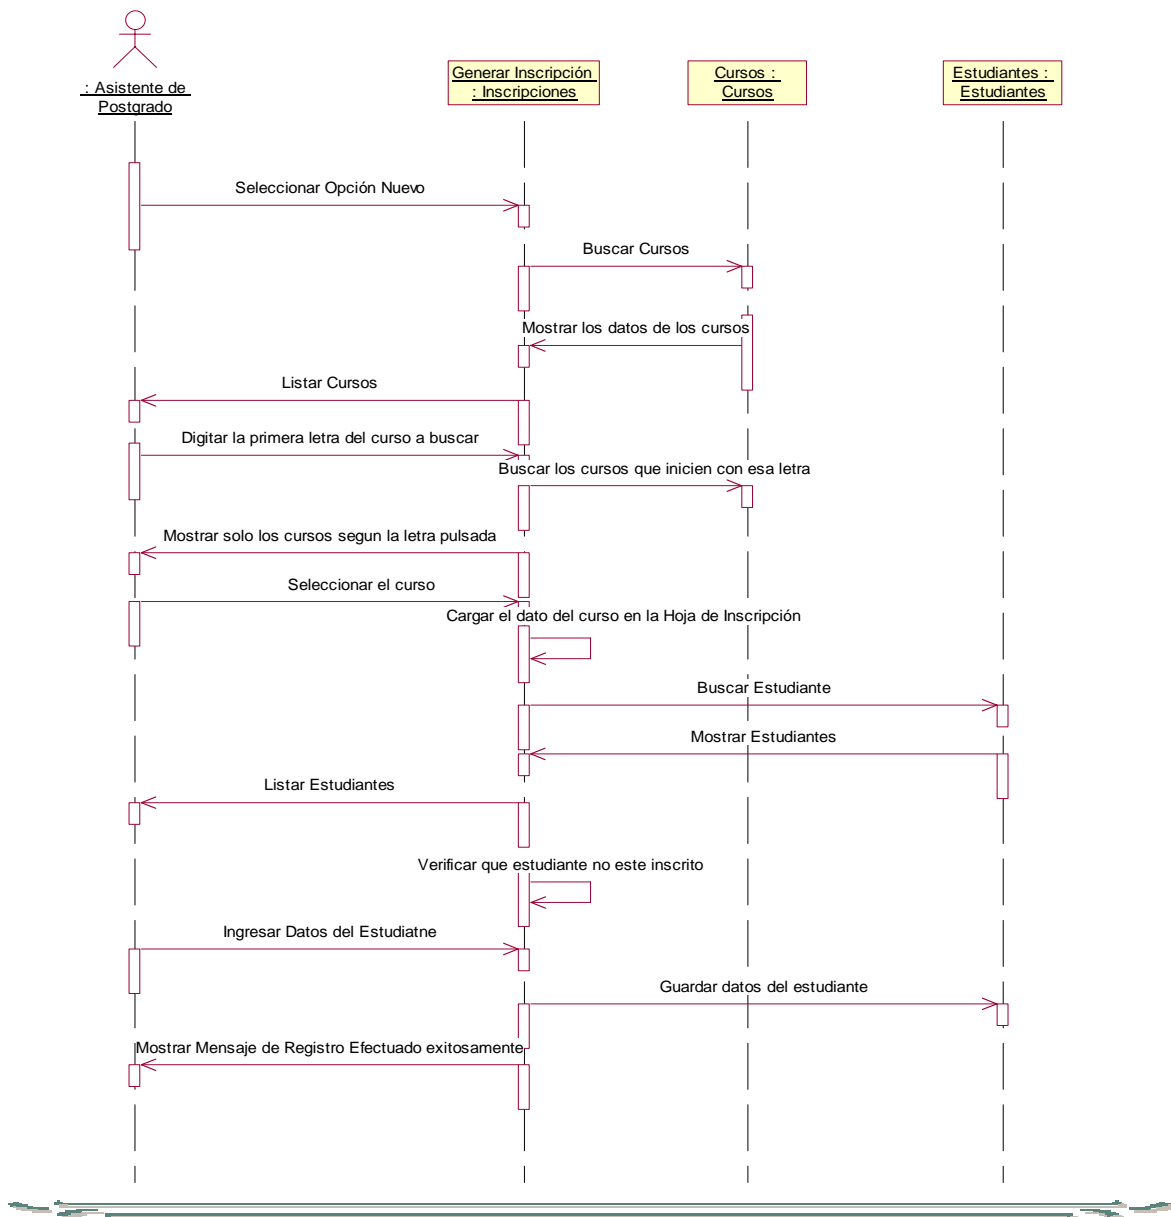 : Asistente de
Postgrado
Generar Inscripción
: Inscripciones
Cursos :
Cursos
Estudiantes :
Estudiantes
Seleccionar Opción Nuevo
Buscar Cursos
Mostrar los datos de los cursos
Listar Cursos
Digitar la primera letra del curso a buscar
Buscar los cursos que inicien con esa letra
Mostrar solo los cursos segun la letra pulsada
Seleccionar el curso
Cargar el dato del curso en la Hoja de Inscripción
Buscar Estudiante
Mostrar Estudiantes
Listar Estudiantes
Verificar que estudiante no este inscrito
Ingresar Datos del Estudiatne
Guardar datos del estudiante
Mostrar Mensaje de Registro Efectuado exitosamente